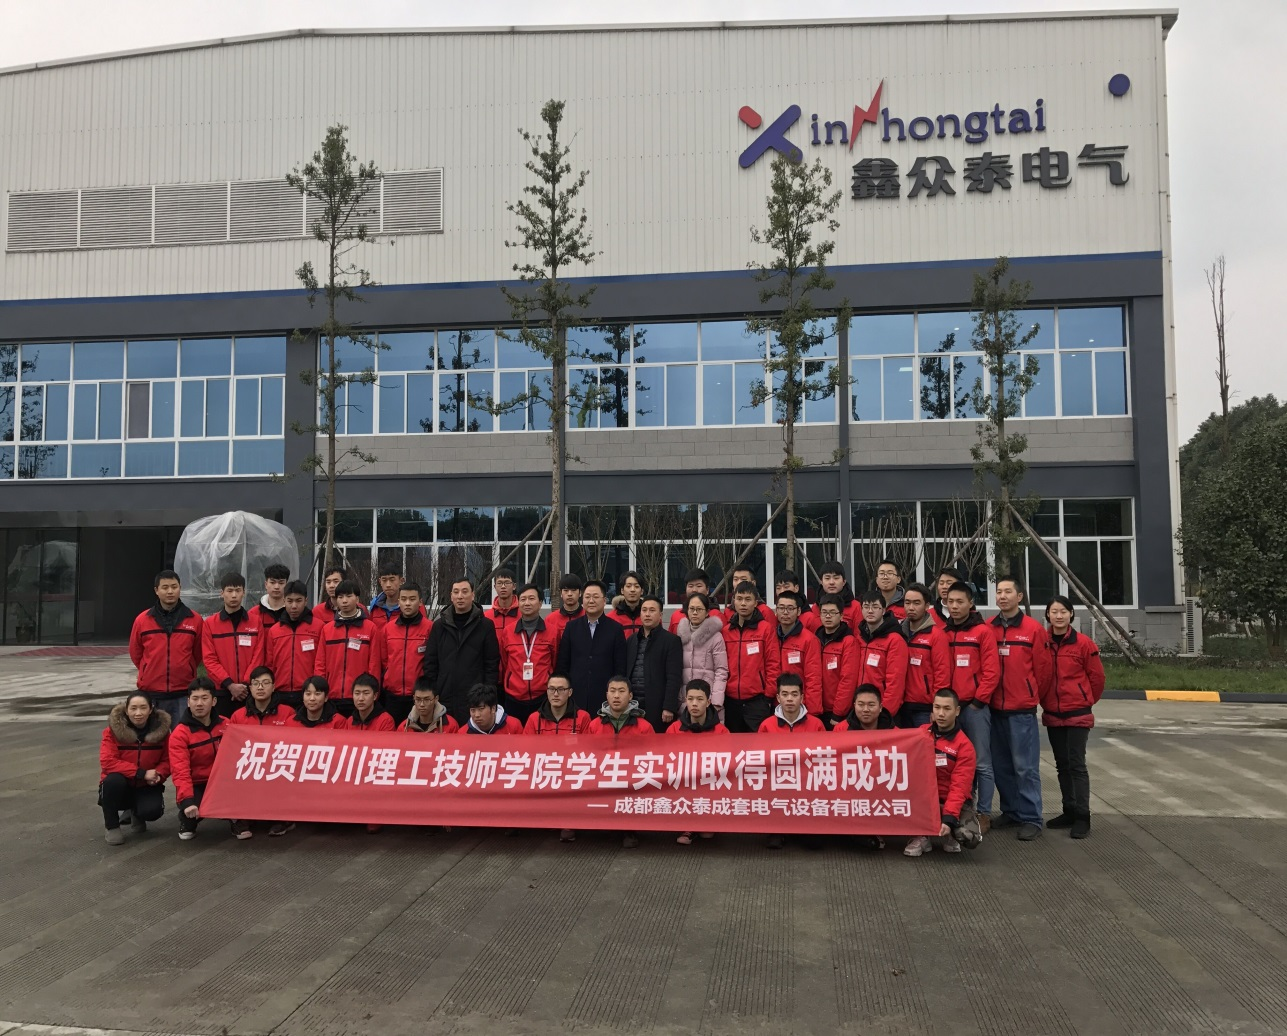 Xinzhongtai
鑫众泰电气
祝贺四川理工技师学院学生实训取得圆满成功
— 成都鑫众泰成套电气设备有限公司